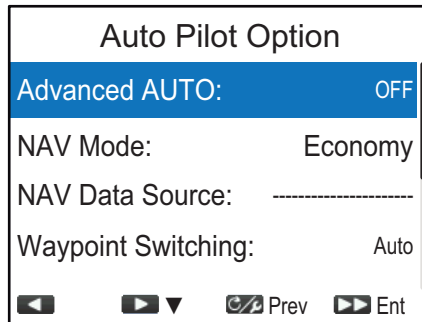 Auto Pilot Option
Advanced AUTO: OFF
NAV Mode: Economy
NAV Data Source: ----------------------
Waypoint Switching: Auto
Prev Ent